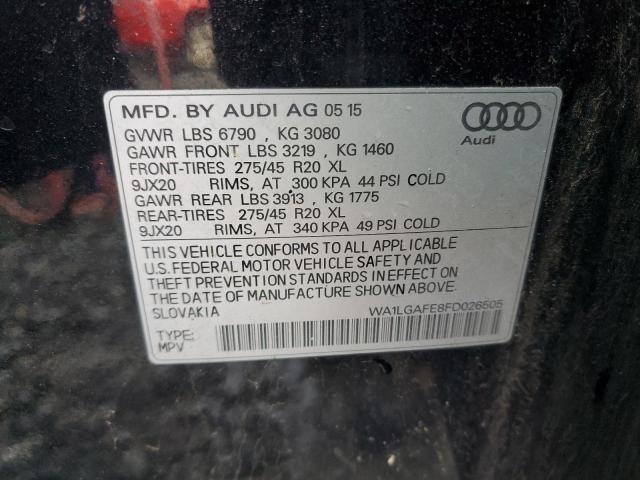 MFD. BY AUDI AG 05 15
Audi
GVWR LBS 6790 , KG 3080
GAWR FRONT LBS 3219 , KG 1460
FRONT-TIRES 275/45 R20 XL
9JX20 RIMS, AT 300 KPA 44 PSI COLD
GAWR REAR LBS 3913 , KG 1775
REAR-TIRES 275/45 R20 XL
9JX20 RIMS, AT 340 KPA 49 PSI COLD
THIS VEHICLE CONFORMS TO ALL APPLICABLE
U.S. FEDERAL MOTOR VEHICLE SAFETY AND
THEFT PREVENTION STANDARDS IN EFFECT ON
THE DATE OF MANUFACTURE SHOWN ABOVE.
SLOVAKIA WA1LGAFE8FD026505
TYPE:
MPV